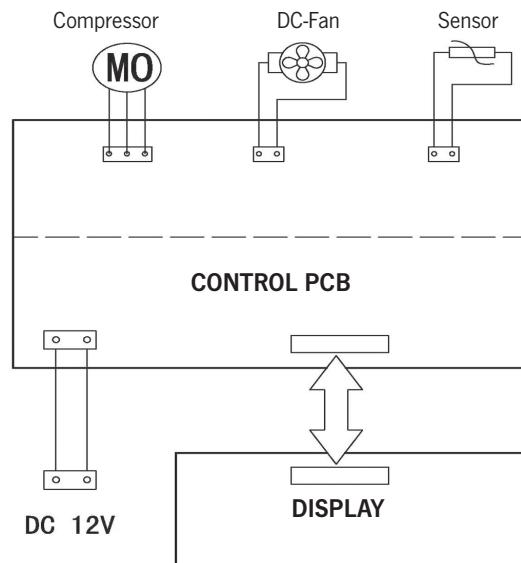 Compressor
DC-Fan
Sensor
MO
CONTROL PCB
DISPLAY
DC 12V